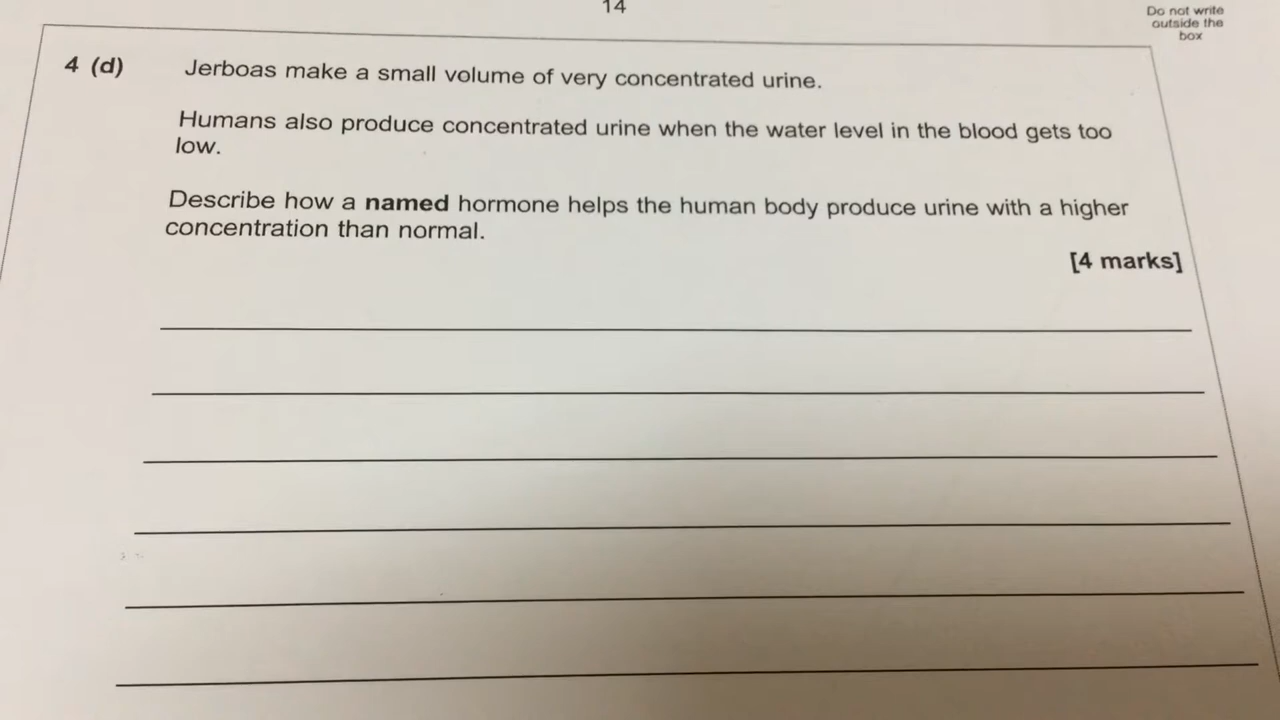 14
Do not write
outside the
box
4 (d) Jerboas make a small volume of very concentrated urine.
Humans also produce concentrated urine when the water level in the blood gets too
low.
Describe how a named hormone helps the human body produce urine with a higher
concentration than normal.
[4 marks]